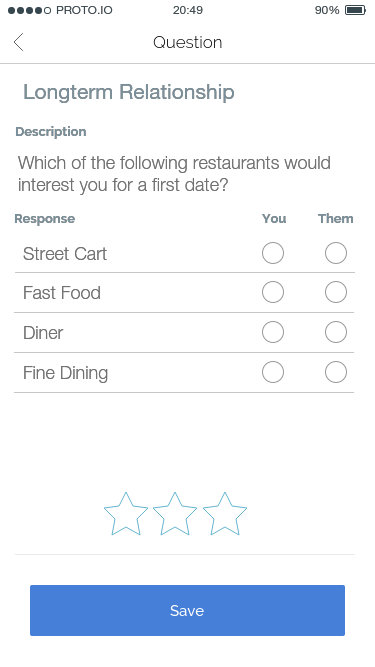 PROTO.IO 20:49 90%
Question
Longterm Relationship
Description
Which of the following restaurants would
interest you for a first date?
Response You Them
Street Cart
Fast Food
Diner
Fine Dining
Save